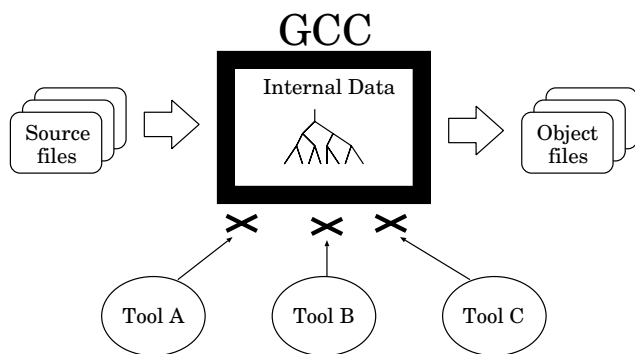 GCC
Internal Data
Source
files
Object
files
Tool A
Tool B
Tool C